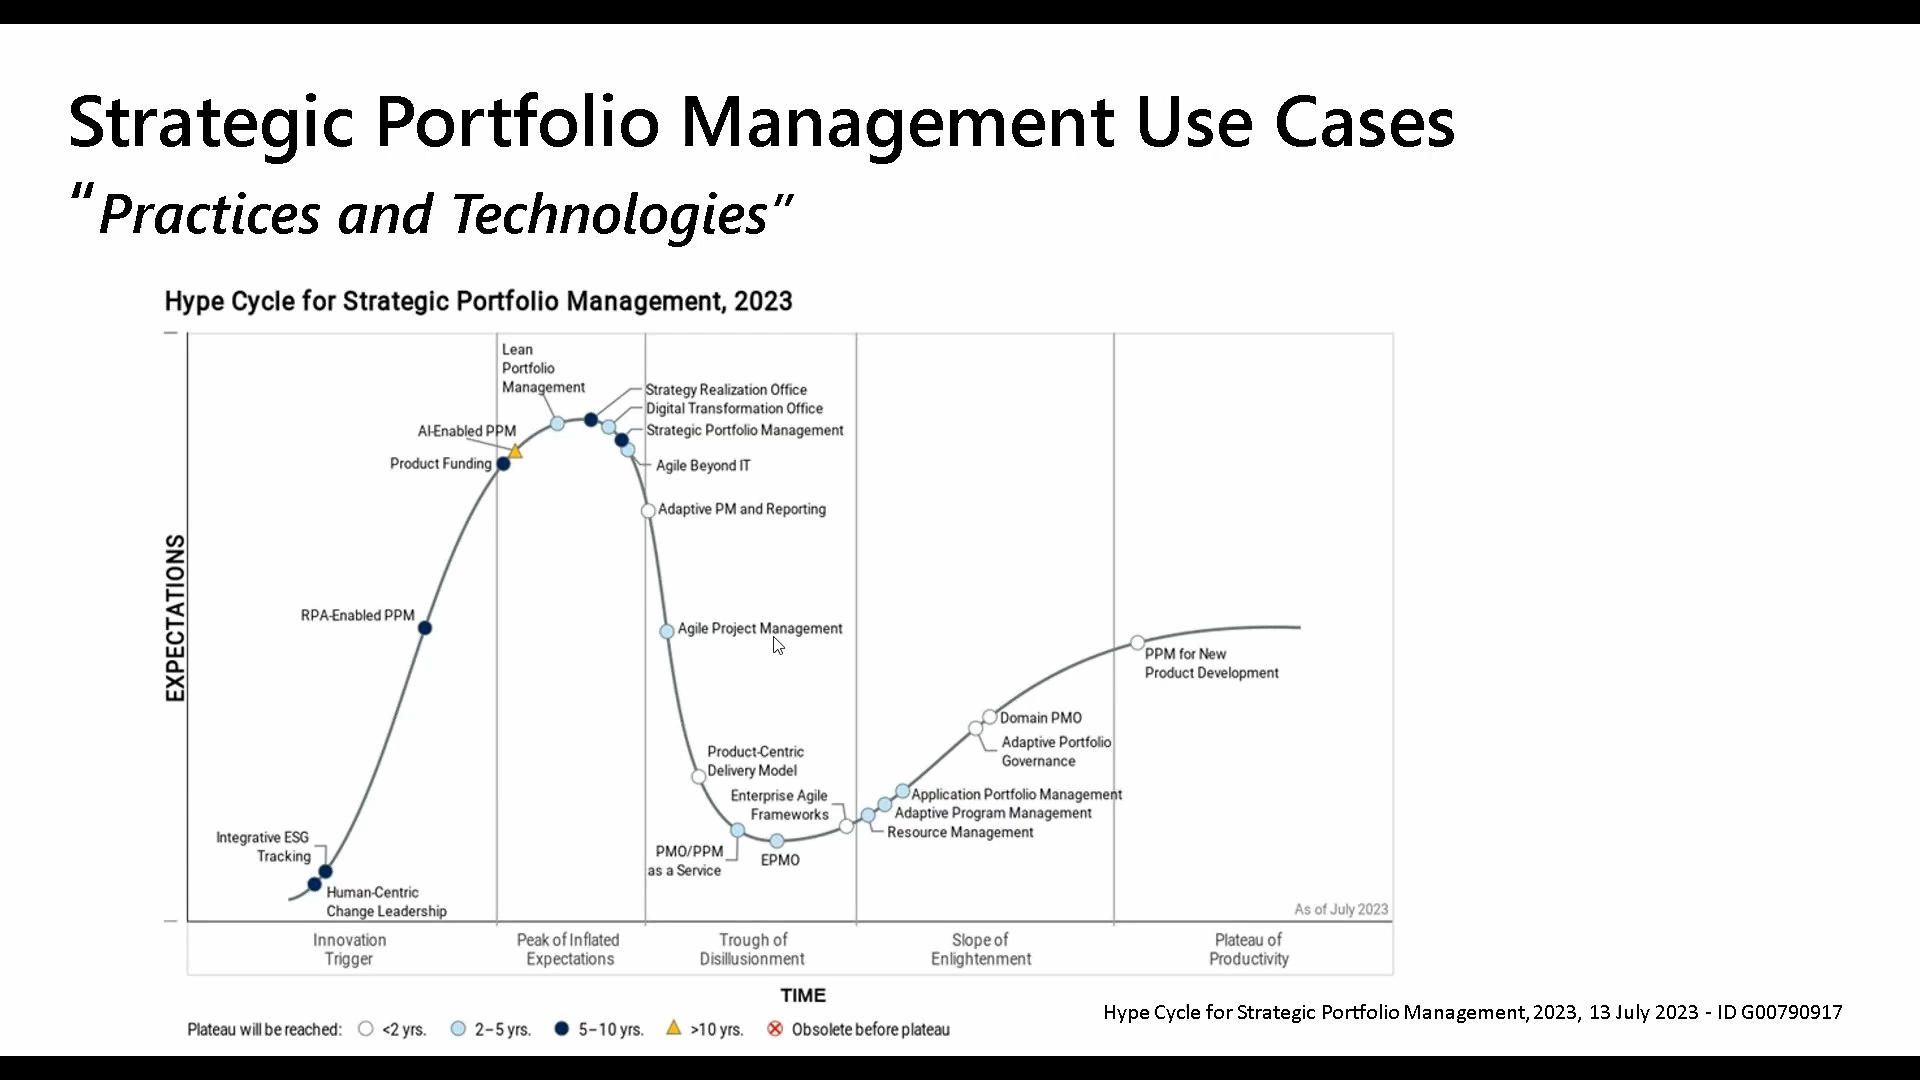 Strategic Portfolio Management Use Cases
“Practices and Technologies”
Hype Cycle for Strategic Portfolio Management, 2023
EXPECTATIONS
Lean
Portfolio
Management
AI-Enabled PPM
Product Funding
Strategy Realization Office
Digital Transformation Office
Strategic Portfolio Management
Agile Beyond IT
Adaptive PM and Reporting
RPA-Enabled PPM
Agile Project Management
Integrative ESG
Tracking
Human-Centric
Change Leadership
Product-Centric
Delivery Model
Enterprise Agile
Frameworks
PMO/PPM
as a Service
EPMO
PPM for New
Product Development
Domain PMO
Adaptive Portfolio
Governance
Application Portfolio Management
Adaptive Program Management
Resource Management
As of July 2023
Innovation
Trigger
Peak of Inflated
Expectations
Trough of
Disillusionment
Slope of
Enlightenment
Plateau of
Productivity
TIME
Plateau will be reached: <2 yrs. 2–5 yrs. 5–10 yrs. >10 yrs. Obsolete before plateau
Hype Cycle for Strategic Portfolio Management, 2023, 13 July 2023 - ID G00790917